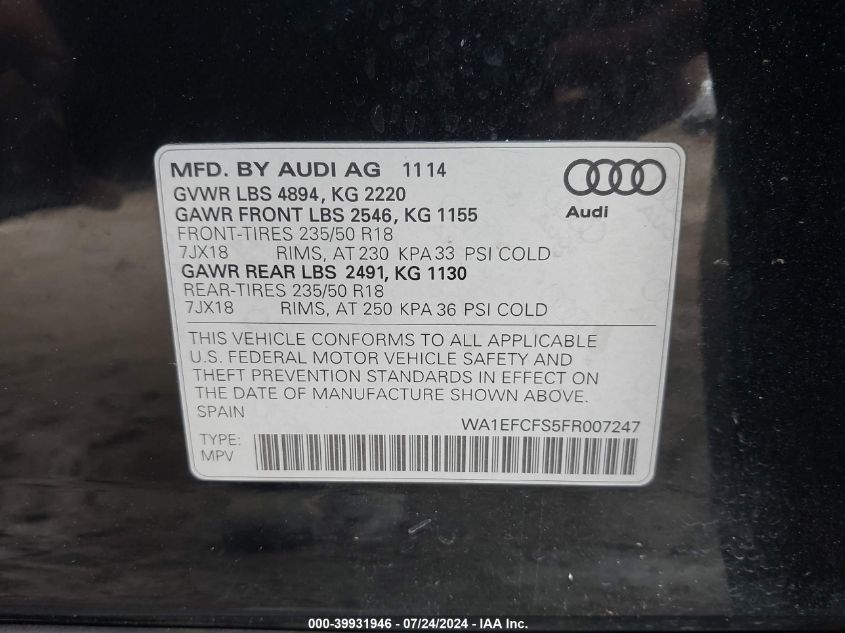 MFD. BY AUDI AG 1114
GVWR LBS 4894, KG 2220
GAWR FRONT LBS 2546, KG 1155
FRONT-TIRES 235/50 R18
7JX18 RIMS, AT 230 KPA 33 PSI COLD
GAWR REAR LBS 2491, KG 1130
REAR-TIRES 235/50 R18
7JX18 RIMS, AT 250 KPA 36 PSI COLD
Audi
THIS VEHICLE CONFORMS TO ALL APPLICABLE
U.S. FEDERAL MOTOR VEHICLE SAFETY AND
THEFT PREVENTION STANDARDS IN EFFECT ON
THE DATE OF MANUFACTURE SHOWN ABOVE.
SPAIN
WA1EFCFS5FR007247
TYPE:
MPV
000-39931946 / 07/24/2024 - IAA Inc.